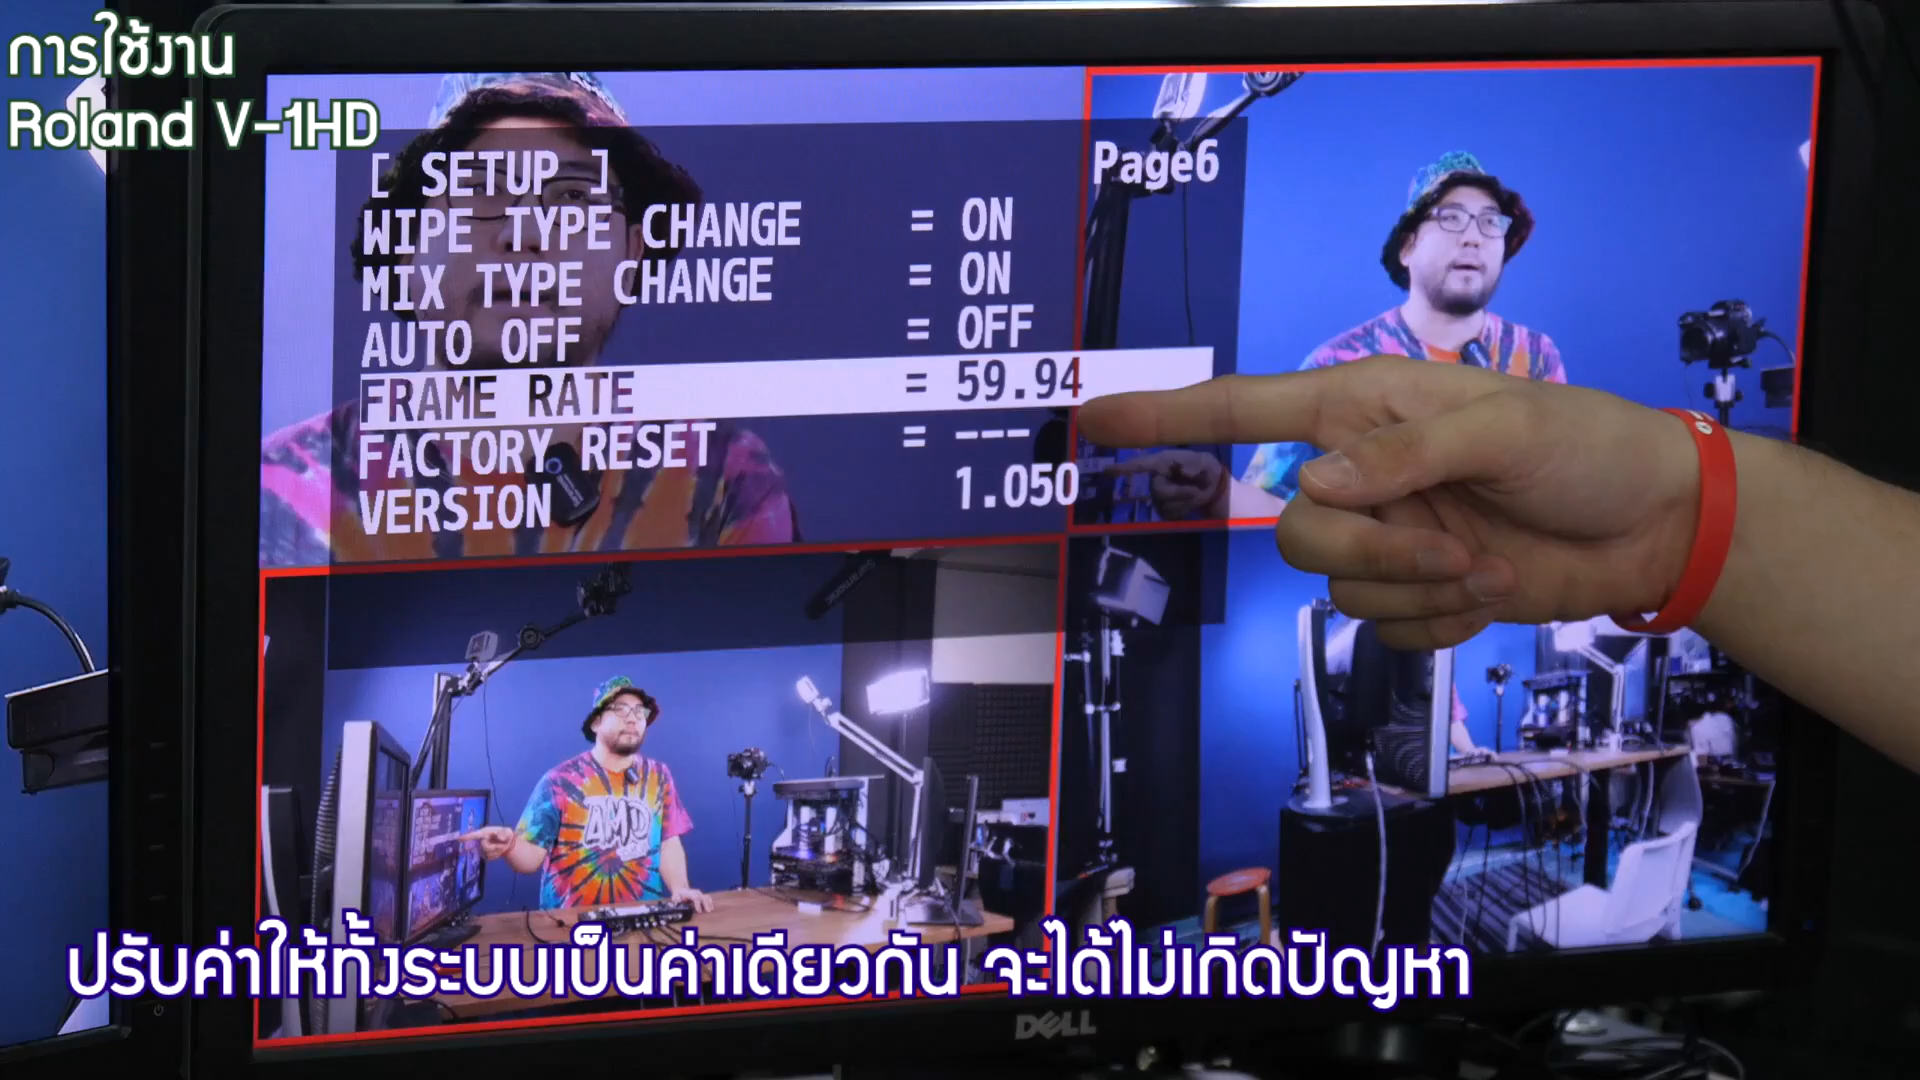 การใช้งาน
Roland V-1HD
[ SETUP ] Page6
WIPE TYPE CHANGE = ON
MIX TYPE CHANGE = ON
AUTO OFF = OFF
FRAME RATE = 59.94
FACTORY RESET = ---
VERSION 1.050
Saramonic
AMD
ปรับค่าให้ทั้งระบบเป็นค่าเดียวกัน จะได้ไม่เกิดปัญหา
DELL